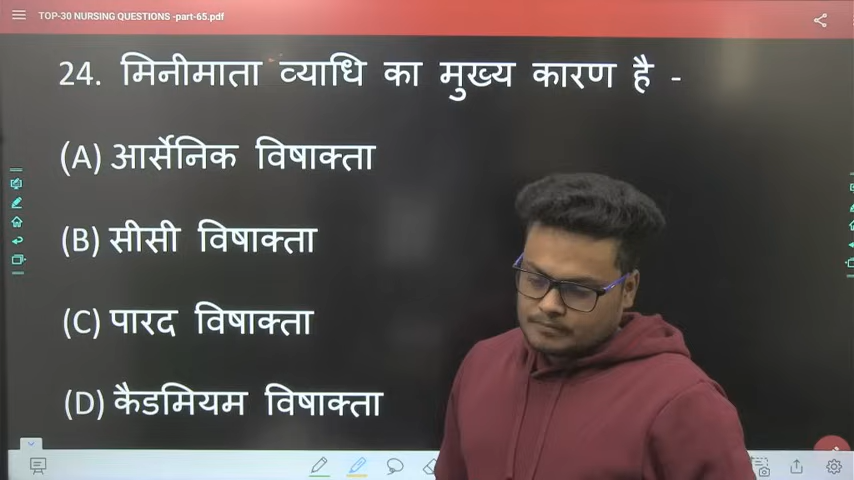 TOP-30 NURSING QUESTIONS -part-65.pdf
24. मिनीमाता व्याधि का मुख्य कारण है -
(A) आर्सेनिक विषाक्ता
(B) सीसी विषाक्ता
(C) पारद विषाक्ता
(D) कैडमियम विषाक्ता